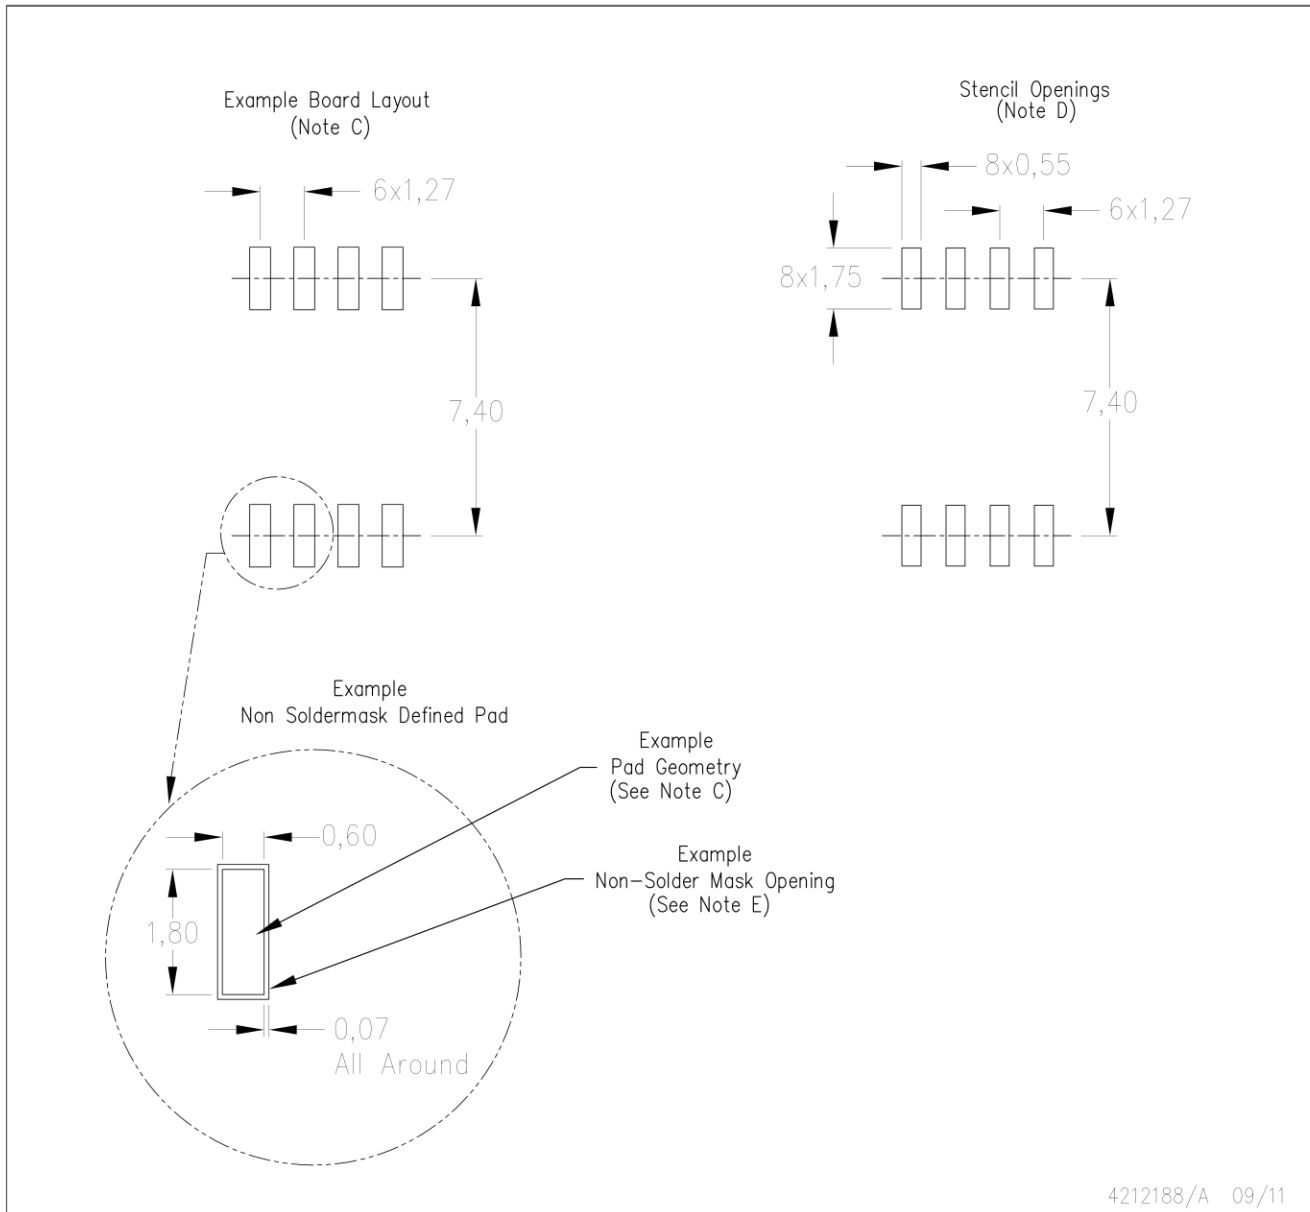 Example Board Layout
(Note C)
6x1,27
7,40
Stencil Openings
(Note D)
8x0,55
6x1,27
8x1,75
7,40
Example
Non Soldermask Defined Pad
Example
Pad Geometry
(See Note C)
0,60
Example
Non-Solder Mask Opening
(See Note E)
1,80
0,07
All Around
4212188/A 09/11